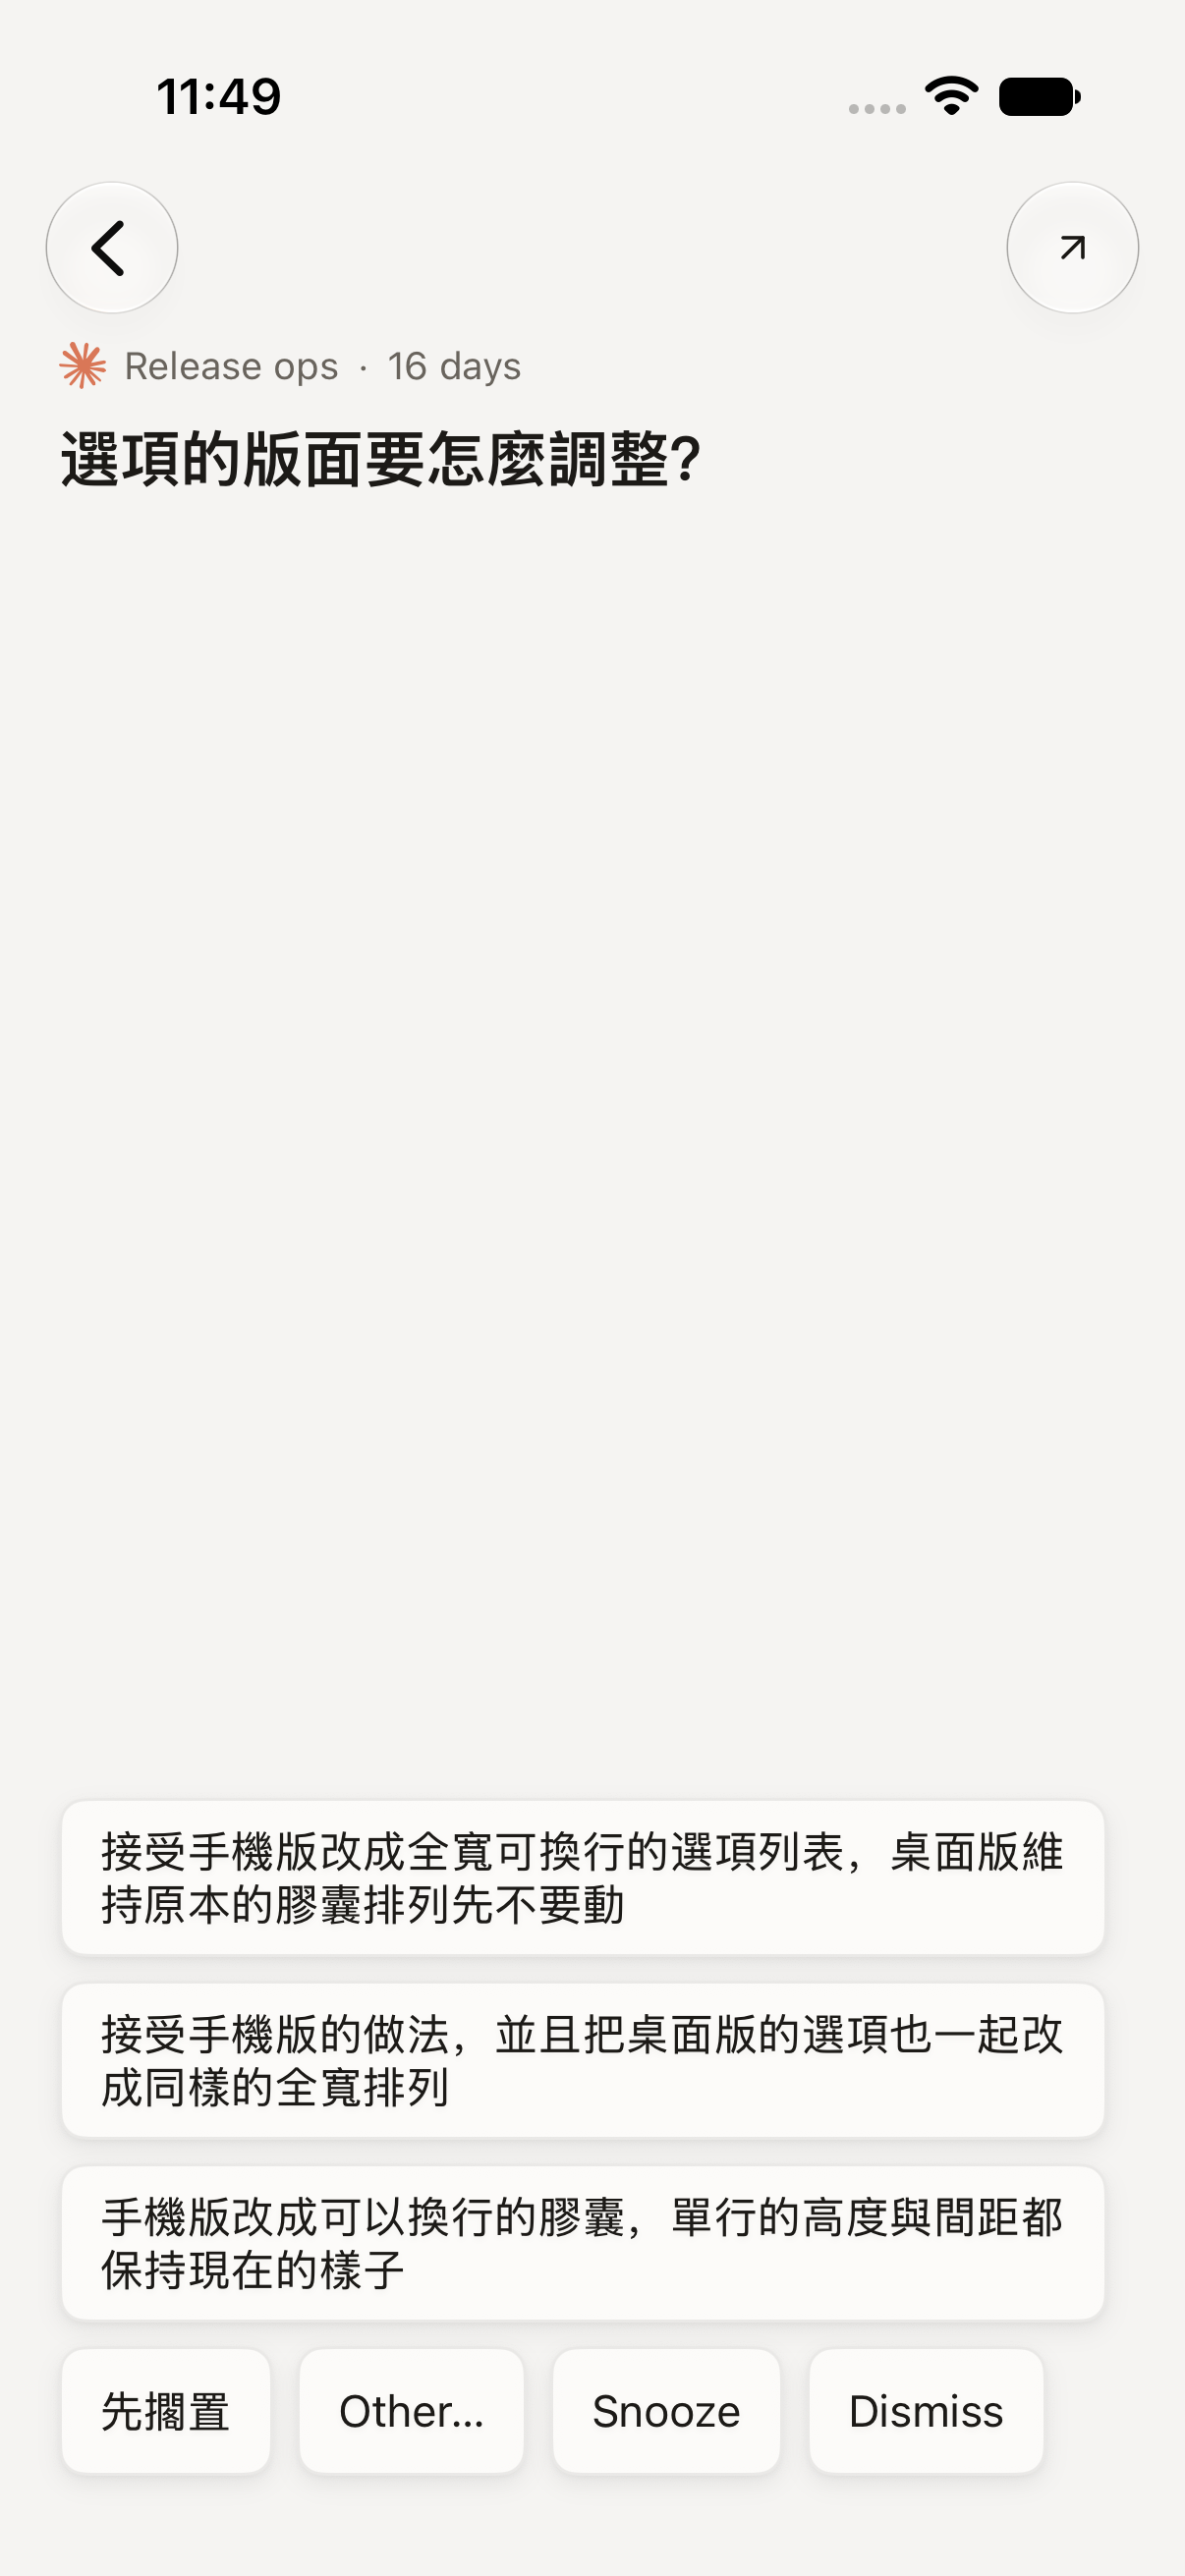 11:49
Release ops · 16 days
選項的版面要怎麼調整?
接受手機版改成全寬可換行的選項列表，桌面版維
持原本的膠囊排列先不要動
接受手機版的做法，並且把桌面版的選項也一起改
成同樣的全寬排列
手機版改成可以換行的膠囊，單行的高度與間距都
保持現在的樣子
先擱置
Other...
Snooze
Dismiss